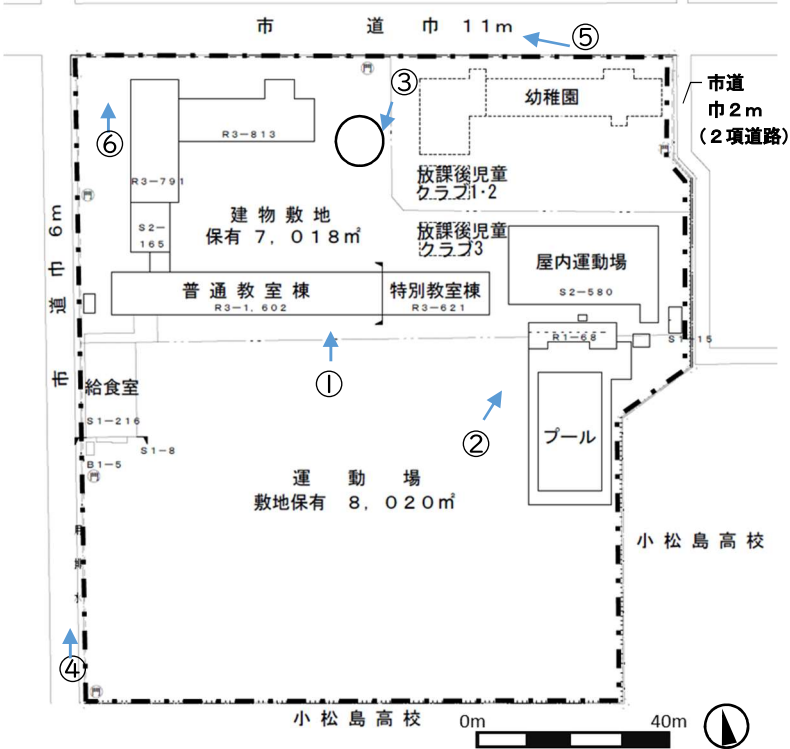 市 道 巾 11m
⑤
③
市道
巾2m
(2項道路)
幼稚園
⑥
R3-813
R3-791
放課後児童
クラブ1・2
建物敷地
保有 7,018㎡
S2-
165
放課後児童
クラブ3
屋内運動場
S2-580
市 道 巾 6m
普通教室棟
R3-1,602
特別教室棟
R3-621
R1-68
S1-15
①
給食室
S1-216
②
プール
S1-8
B1-5
運 動 場
敷地保有 8,020㎡
小松島高校
④
小松島高校
0m 40m